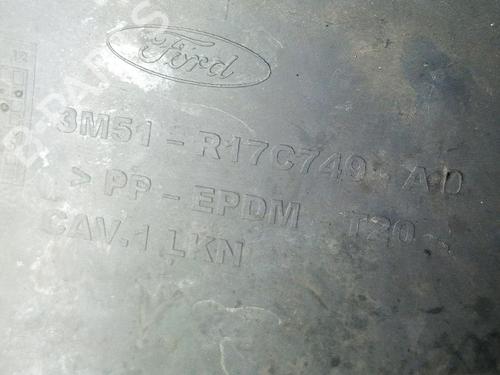 Ford
3M51-R17C749-AD
>PP-EPDM T20<
CAV.1 LKN